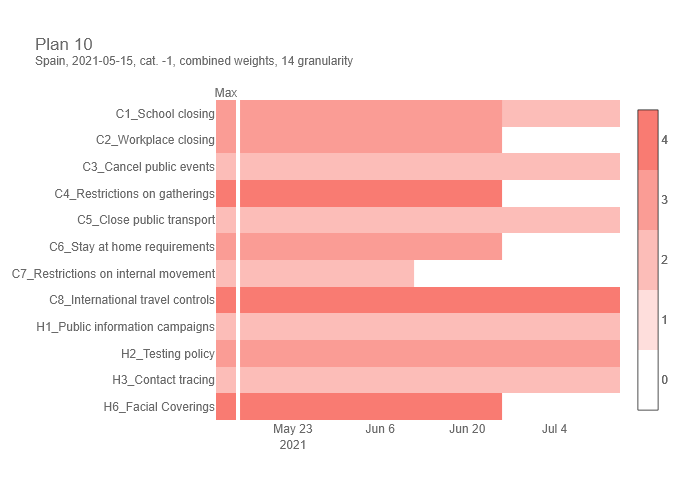 Plan 10
Spain, 2021-05-15, cat. -1, combined weights, 14 granularity
Max
C1_School closing
C2_Workplace closing
C3_Cancel public events
C4_Restrictions on gatherings
C5_Close public transport
C6_Stay at home requirements
C7_Restrictions on internal movement
C8_International travel controls
H1_Public information campaigns
H2_Testing policy
H3_Contact tracing
H6_Facial Coverings
4
3
2
1
0
May 23
2021
Jun 6
Jun 20
Jul 4